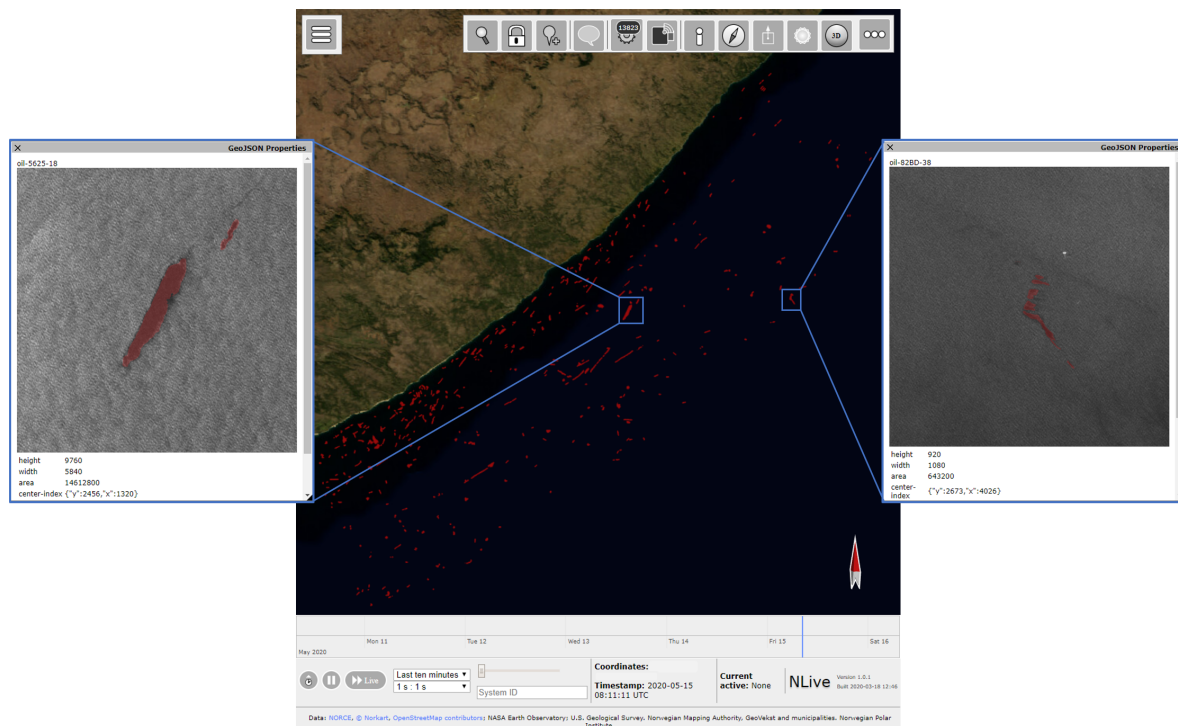 13823
3D
GeoJSON Properties
oil-5625-18
height 9760
width 5840
area 14612800
center-index {"y":2456,"x":1320}
GeoJSON Properties
oil-82BD-38
height 920
width 1080
area 643200
center-
index {"y":2673,"x":4026}
Mon 11 Tue 12 Wed 13 Thu 14 Fri 15 Sat 16
May 2020
Live
Last ten minutes
1 s : 1 s
System ID
Coordinates:
Timestamp: 2020-05-15
08:11:11 UTC
Current
active: None
NLive
Version 1.0.1
Built 2020-03-18 12:46
Data: NORCE, © Norkart, OpenStreetMap contributors; NASA Earth Observatory; U.S. Geological Survey. Norwegian Mapping Authority, GeoVekst and municipalities. Norwegian Polar
Institute